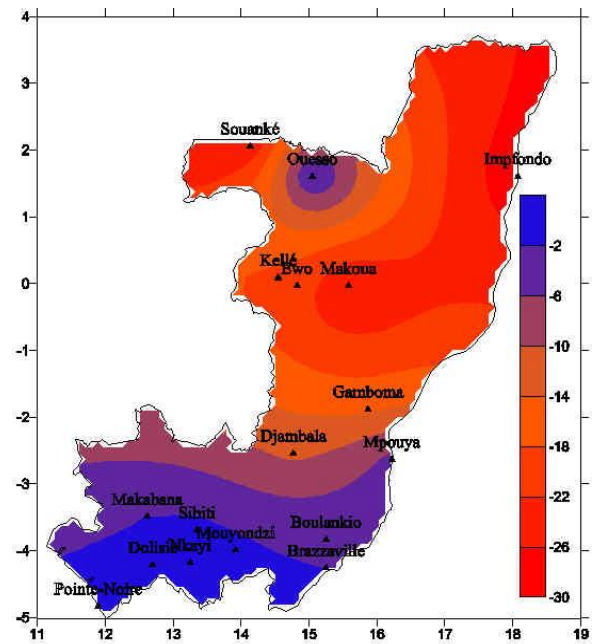 4
3
2
1
0
-1
-2
-3
-4
-5
11
12
13
14
15
16
17
18
19
Souanké
Ouesso
Impfondo
Kellé
Ewo
Makoua
Gamboma
Djambala
Mpouya
Makabana
Sibiti
Mouyondzi
Boulankio
Dolisie
Nkayi
Brazzaville
Pointe-Noire
-2
-6
-10
-14
-18
-22
-26
-30